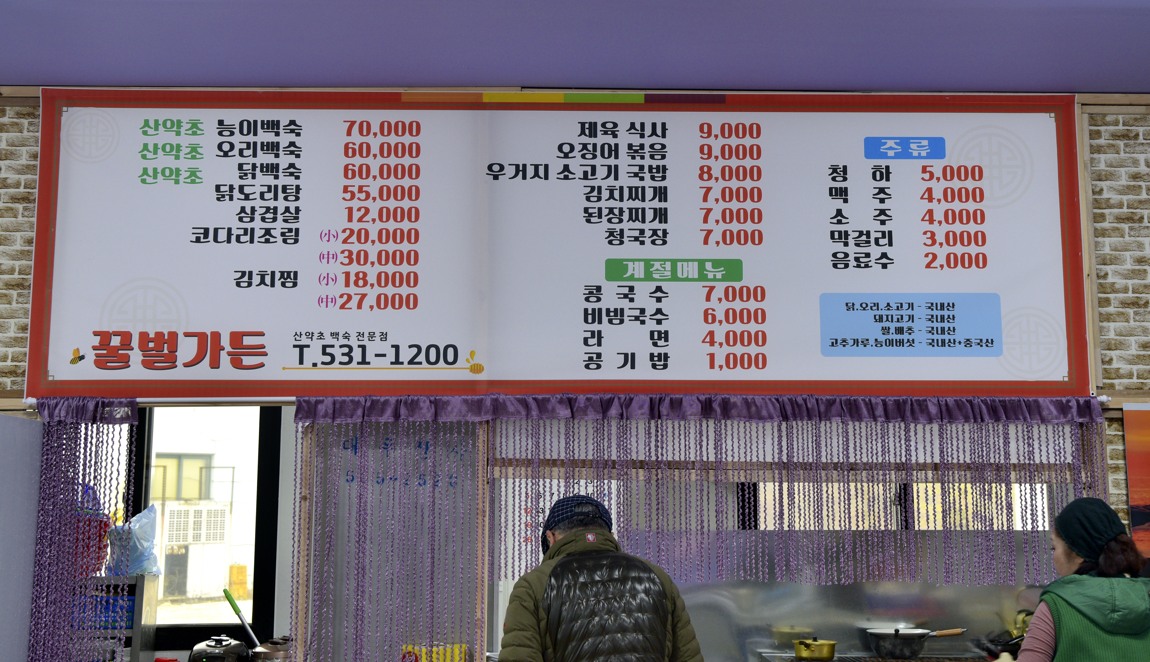 산약초 능이백숙 70,000
산약초 오리백숙 60,000
산약초 닭백숙 60,000
닭도리탕 55,000
삼겹살 12,000
코다리조림 (小) 20,000
(中) 30,000
김치찜 (小) 18,000
(中) 27,000
꿀벌가든
산약초 백숙 전문점
T.531-1200
제육 식사 9,000
오징어 볶음 9,000
우거지 소고기 국밥 8,000
김치찌개 7,000
된장찌개 7,000
청국장 7,000
계절메뉴
콩국수 7,000
비빔국수 6,000
라면 4,000
공기밥 1,000
주류
청하 5,000
맥주 4,000
소주 4,000
막걸리 3,000
음료수 2,000
닭.오리.소고기 - 국내산
돼지고기 - 국내산
쌀.배추 - 국내산
고추가루.능이버섯 - 국내산+중국산